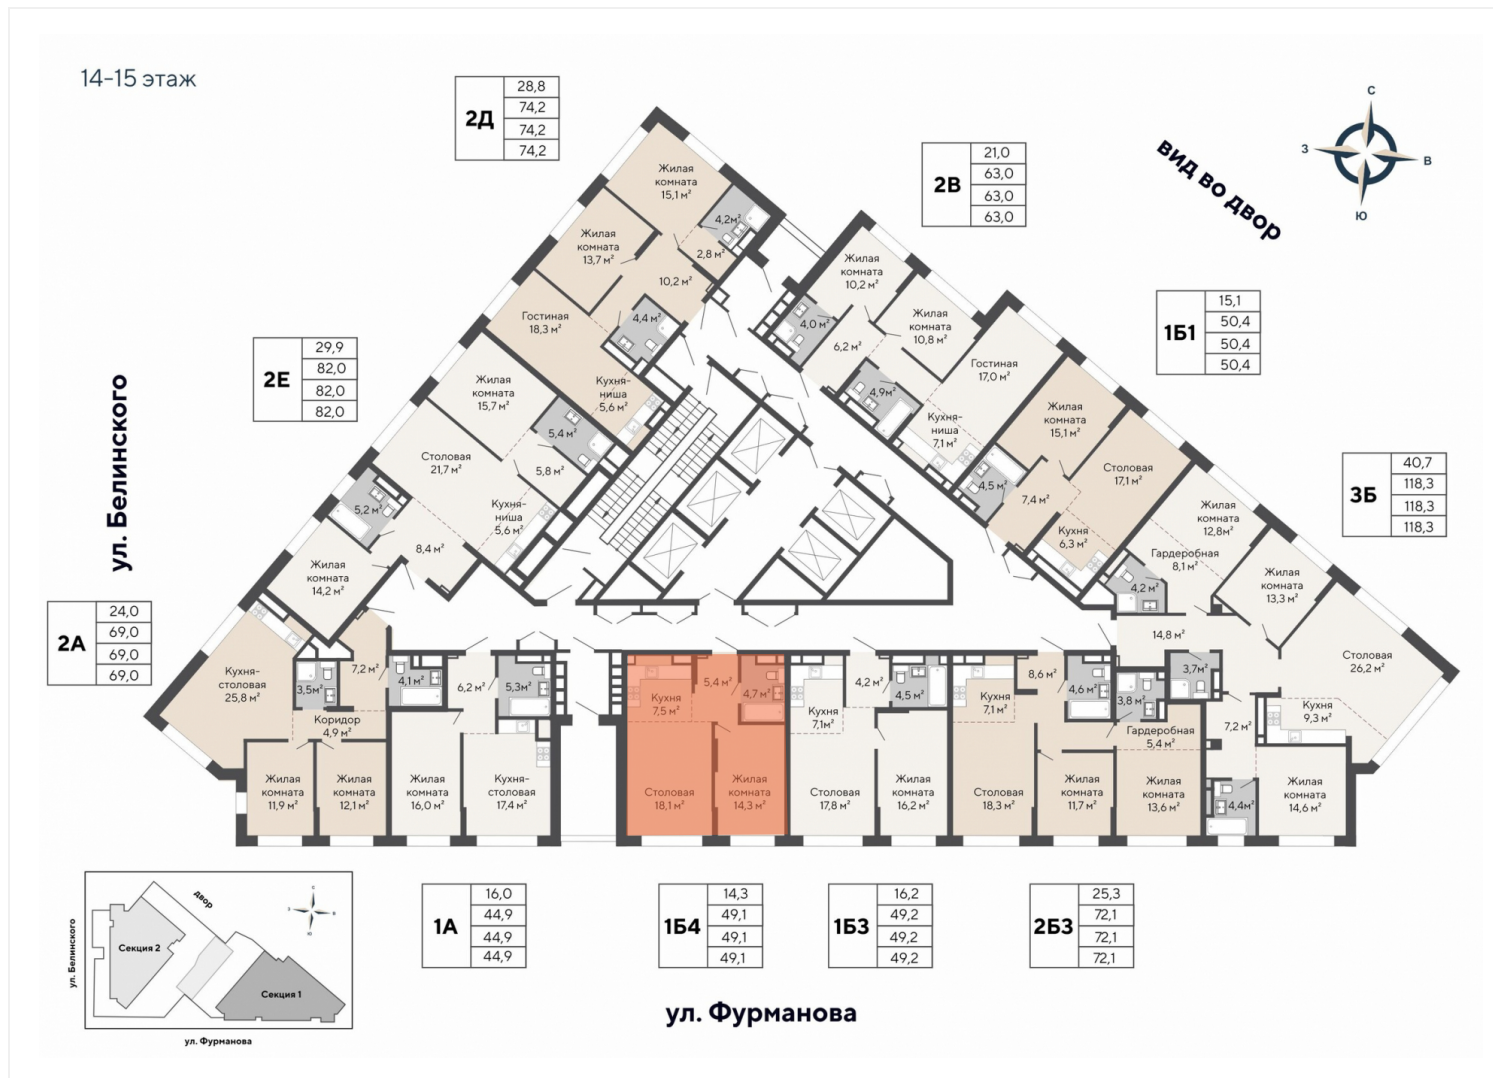 14-15 этаж
2Д
28,8
74,2
74,2
74,2
2В
21,0
63,0
63,0
63,0
С
З
В
Ю
вид во двор
1Б1
15,1
50,4
50,4
50,4
2Е
29,9
82,0
82,0
82,0
3Б
40,7
118,3
118,3
118,3
ул. Белинского
2А
24,0
69,0
69,0
69,0
Жилая
комната
15,1 м²
4,2м²
2,8 м²
Жилая
комната
13,7 м²
10,2 м²
Гостиная
18,3 м²
4,4 м²
Кухня-
ниша
5,6 м²
Жилая
комната
10,2 м²
4,0 м²
Жилая
комната
10,8 м²
6,2 м²
Гостиная
17,0 м²
4,9м²
Кухня-
ниша
7,1 м²
Жилая
комната
15,1 м²
Столовая
17,1 м²
4,5 м²
7,4 м²
Кухня
6,3 м²
Жилая
комната
15,7 м²
5,4 м²
Столовая
21,7 м²
5,8 м²
Кухня-
ниша
5,6 м²
5,2 м²
8,4 м²
Жилая
комната
14,2 м²
Жилая
комната
12,8м²
Гардеробная
8,1 м²
Жилая
комната
13,3 м²
4,2 м²
14,8 м²
Столовая
26,2 м²
3,7м²
Кухня
9,3 м²
7,2 м²
4,4м²
Жилая
комната
14,6 м²
Кухня-
столовая
25,8 м²
3,5м²
7,2 м²
Коридор
4,9 м²
Жилая
комната
11,9 м²
Жилая
комната
12,1 м²
4,1 м²
6,2 м²
5,3м²
Жилая
комната
16,0 м²
Кухня-
столовая
17,4 м²
Кухня
7,5 м²
5,4 м²
4,7 м²
Столовая
18,1 м²
Жилая
комната
14,3 м²
Кухня
7,1м²
4,2 м²
4,5 м²
Столовая
17,8 м²
Жилая
комната
16,2 м²
Кухня
7,1 м²
8,6 м²
4,6 м²
3,8 м²
Гардеробная
5,4 м²
Столовая
18,3 м²
Жилая
комната
11,7 м²
Жилая
комната
13,6 м²
1А
16,0
44,9
44,9
44,9
1Б4
14,3
49,1
49,1
49,1
1Б3
16,2
49,2
49,2
49,2
2Б3
25,3
72,1
72,1
72,1
ул. Фурманова
двор
С
З
В
Ю
Секция 2
Секция 1
ул. Белинского
ул. Фурманова